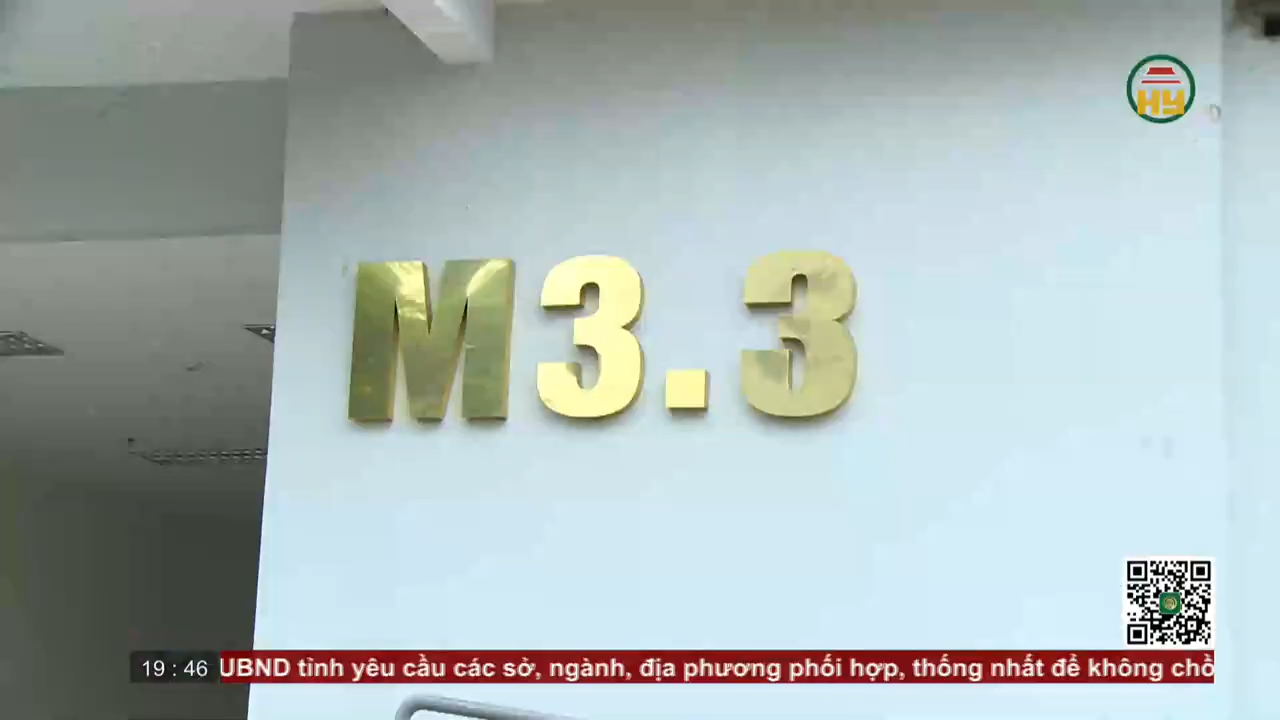 HY
M3.3
19 : 46 UBND tỉnh yêu cầu các sở, ngành, địa phương phối hợp, thống nhất để không